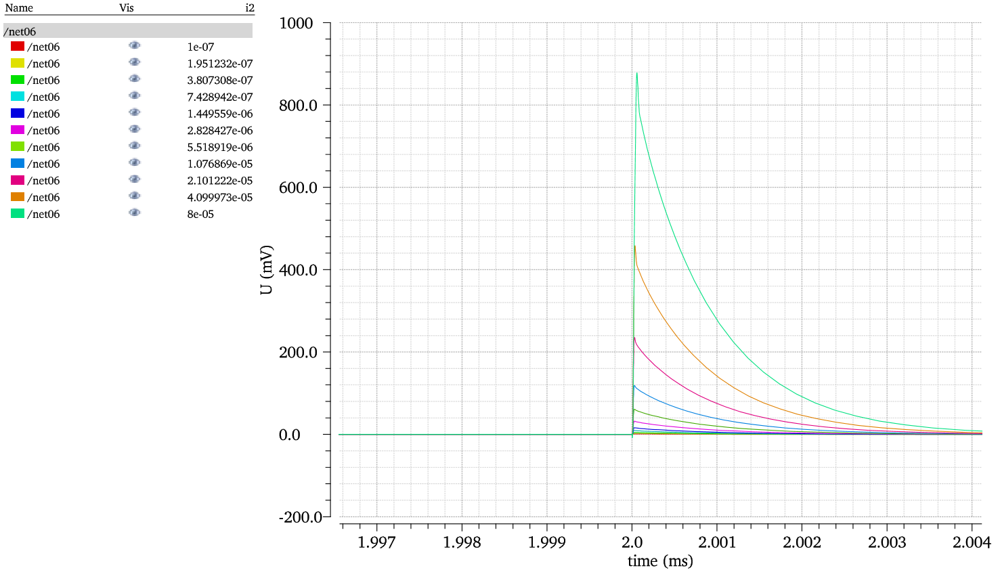 Name Vis i2
/net06
/net06 1e-07
/net06 1.951232e-07
/net06 3.807308e-07
/net06 7.428942e-07
/net06 1.449559e-06
/net06 2.828427e-06
/net06 5.518919e-06
/net06 1.076869e-05
/net06 2.101222e-05
/net06 4.099973e-05
/net06 8e-05
U (mV)
1000
800.0
600.0
400.0
200.0
0.0
-200.0
1.997 1.998 1.999 2.0 2.001 2.002 2.003 2.004
time (ms)